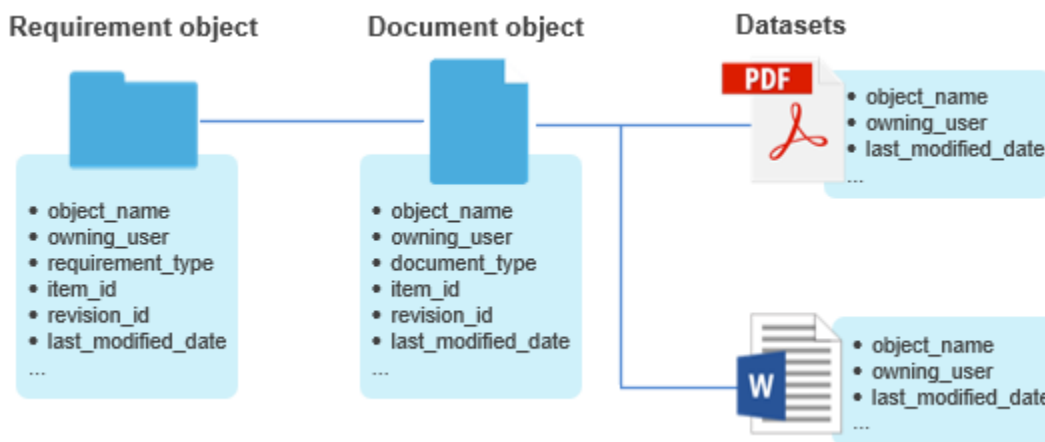 Requirement object
Document object
Datasets
• object_name
• owning_user
• requirement_type
• item_id
• revision_id
• last_modified_date
...
• object_name
• owning_user
• document_type
• item_id
• revision_id
• last_modified_date
...
PDF
• object_name
• owning_user
• last_modified_date
...
W
• object_name
• owning_user
• last_modified_date
...